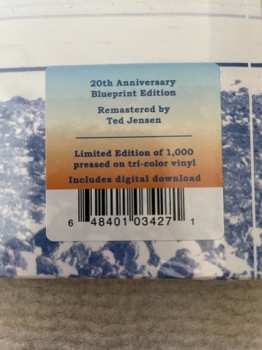 20th Anniversary
Blueprint Edition
Remastered by
Ted Jensen
Limited Edition of 1,000
pressed on tri-color vinyl
Includes digital download
6 48401 03427 1